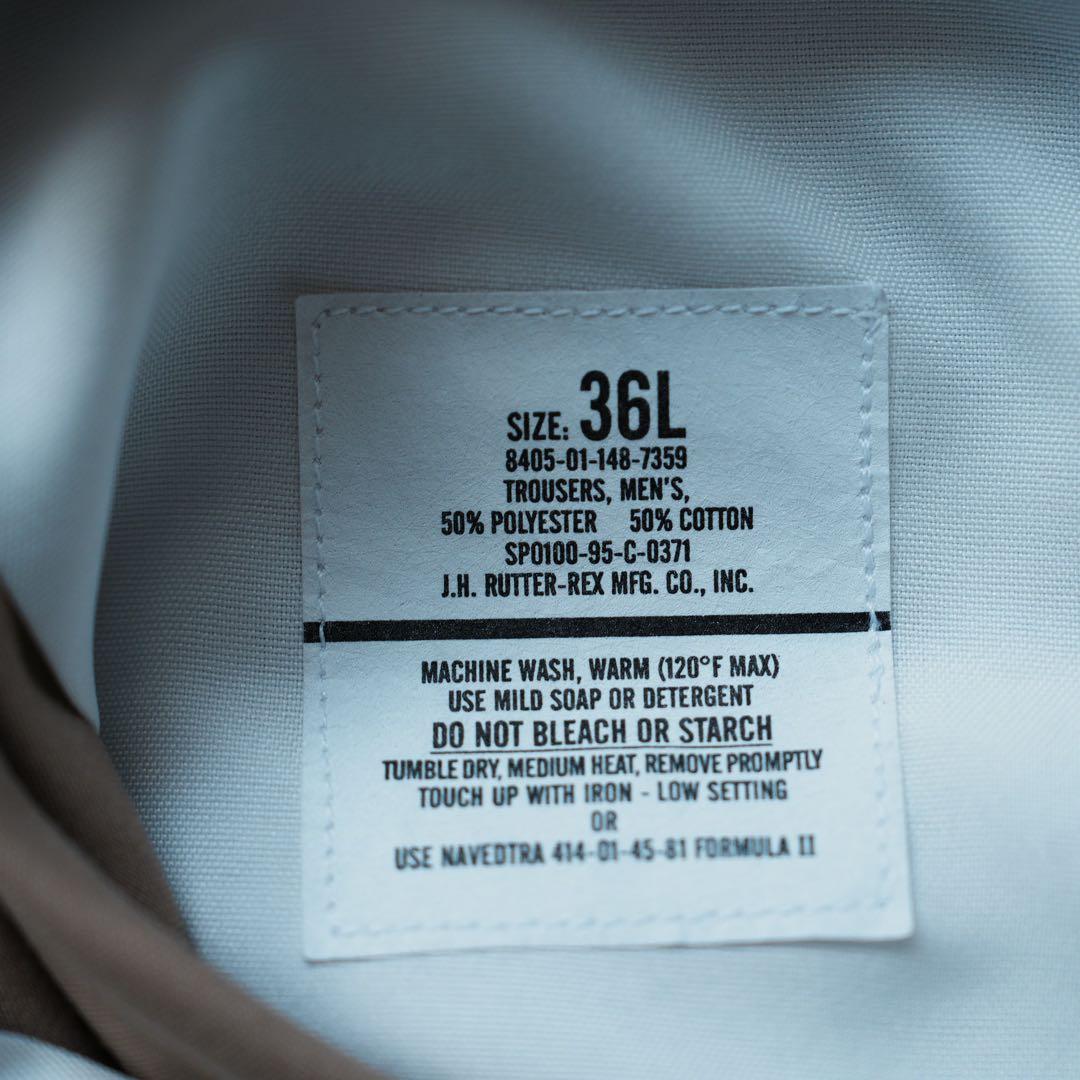 SIZE: 36L
8405-01-148-7359
TROUSERS, MEN'S,
50% POLYESTER 50% COTTON
SPO100-95-C-0371
J.H. RUTTER-REX MFG. CO., INC.
MACHINE WASH, WARM (120°F MAX)
USE MILD SOAP OR DETERGENT
DO NOT BLEACH OR STARCH
TUMBLE DRY, MEDIUM HEAT, REMOVE PROMPTLY
TOUCH UP WITH IRON - LOW SETTING
OR
USE NAVEDTRA 414-01-45-81 FORMULA II